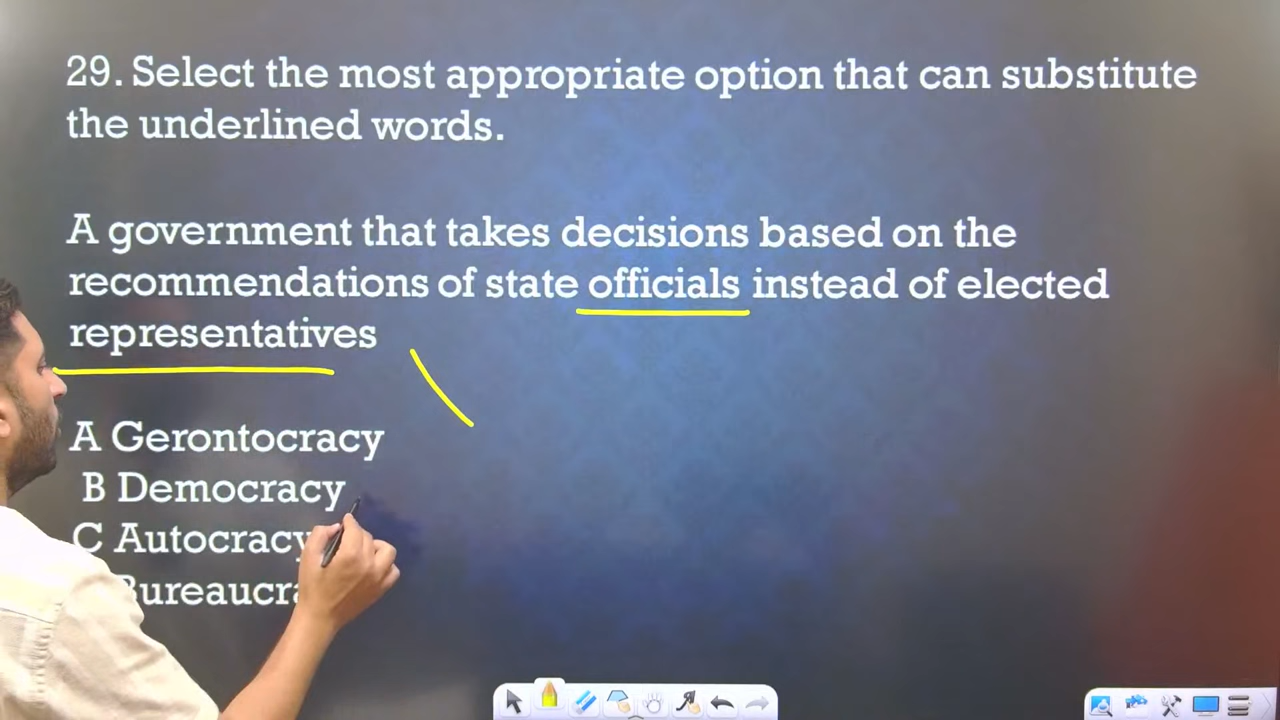 29. Select the most appropriate option that can substitute
the underlined words.
A government that takes decisions based on the
recommendations of state officials instead of elected
representatives
A Gerontocracy
B Democracy
C Autocracy